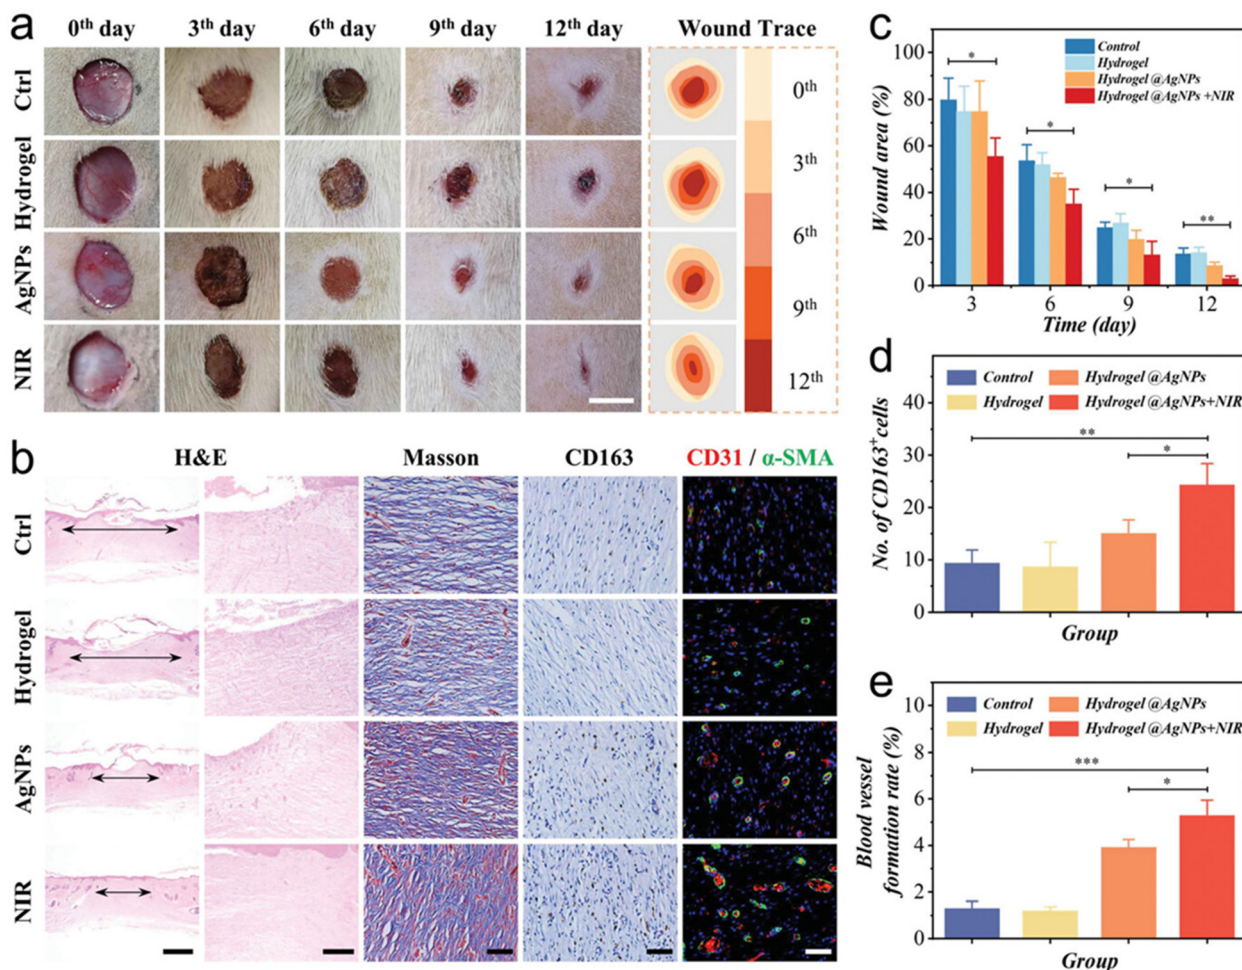 a
0th day
3th day
6th day
9th day
12th day
Wound Trace
Ctrl
Hydrogel
AgNPs
NIR
0th
3th
6th
9th
12th
b
H&E
Masson
CD163
CD31 / α-SMA
Ctrl
Hydrogel
AgNPs
NIR
c
Wound area (%)
100
80
60
40
20
0
Control
Hydrogel
Hydrogel @AgNPs
Hydrogel @AgNPs +NIR
*
*
*
**
3
6
9
12
Time (day)
d
No. of CD163+cells
40
30
20
10
0
Control
Hydrogel @AgNPs
Hydrogel
Hydrogel @AgNPs+NIR
**
*
Group
e
Blood vessel
formation rate (%)
10
8
6
4
2
0
Control
Hydrogel @AgNPs
Hydrogel
Hydrogel @AgNPs+NIR
***
*
Group